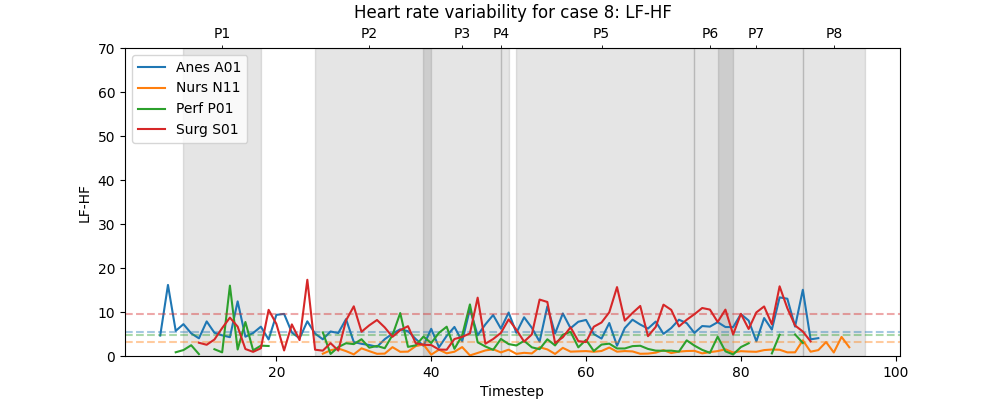 Heart rate variability for case 8: LF-HF
P1 P2 P3 P4 P5 P6 P7 P8
70
60
50
40
30
20
10
0
LF-HF
Anes A01
Nurs N11
Perf P01
Surg S01
20 40 60 80 100
Timestep